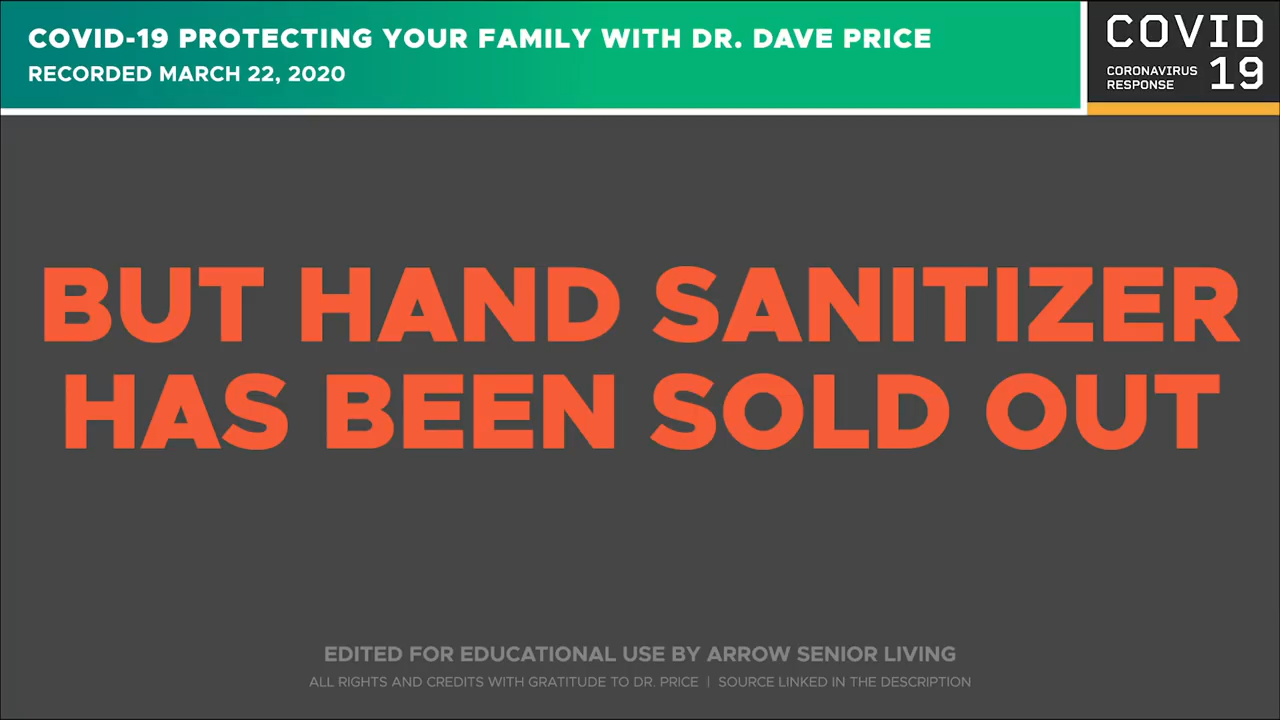 COVID-19 PROTECTING YOUR FAMILY WITH DR. DAVE PRICE
RECORDED MARCH 22, 2020
COVID
CORONAVIRUS
RESPONSE
19
BUT HAND SANITIZER
HAS BEEN SOLD OUT
EDITED FOR EDUCATIONAL USE BY ARROW SENIOR LIVING
ALL RIGHTS AND CREDITS WITH GRATITUDE TO DR. PRICE | SOURCE LINKED IN THE DESCRIPTION